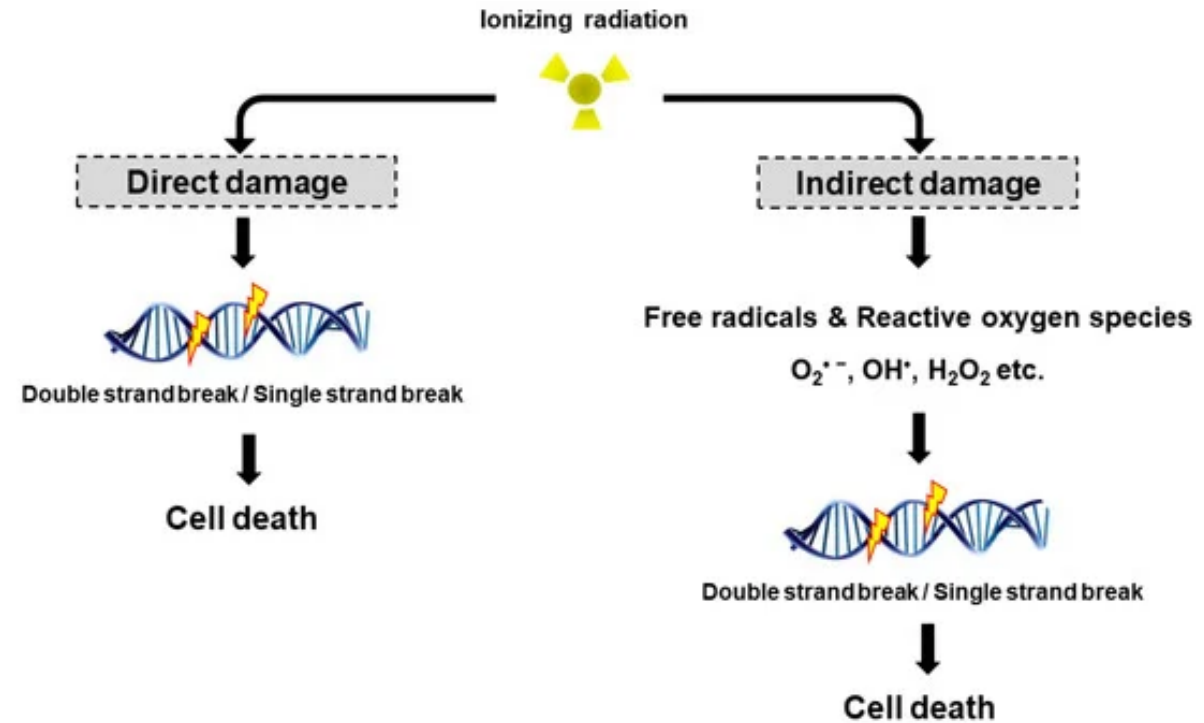 Ionizing radiation
Direct damage
Double strand break / Single strand break
Cell death
Indirect damage
Free radicals & Reactive oxygen species
O₂•⁻, OH•, H₂O₂ etc.
Double strand break / Single strand break
Cell death